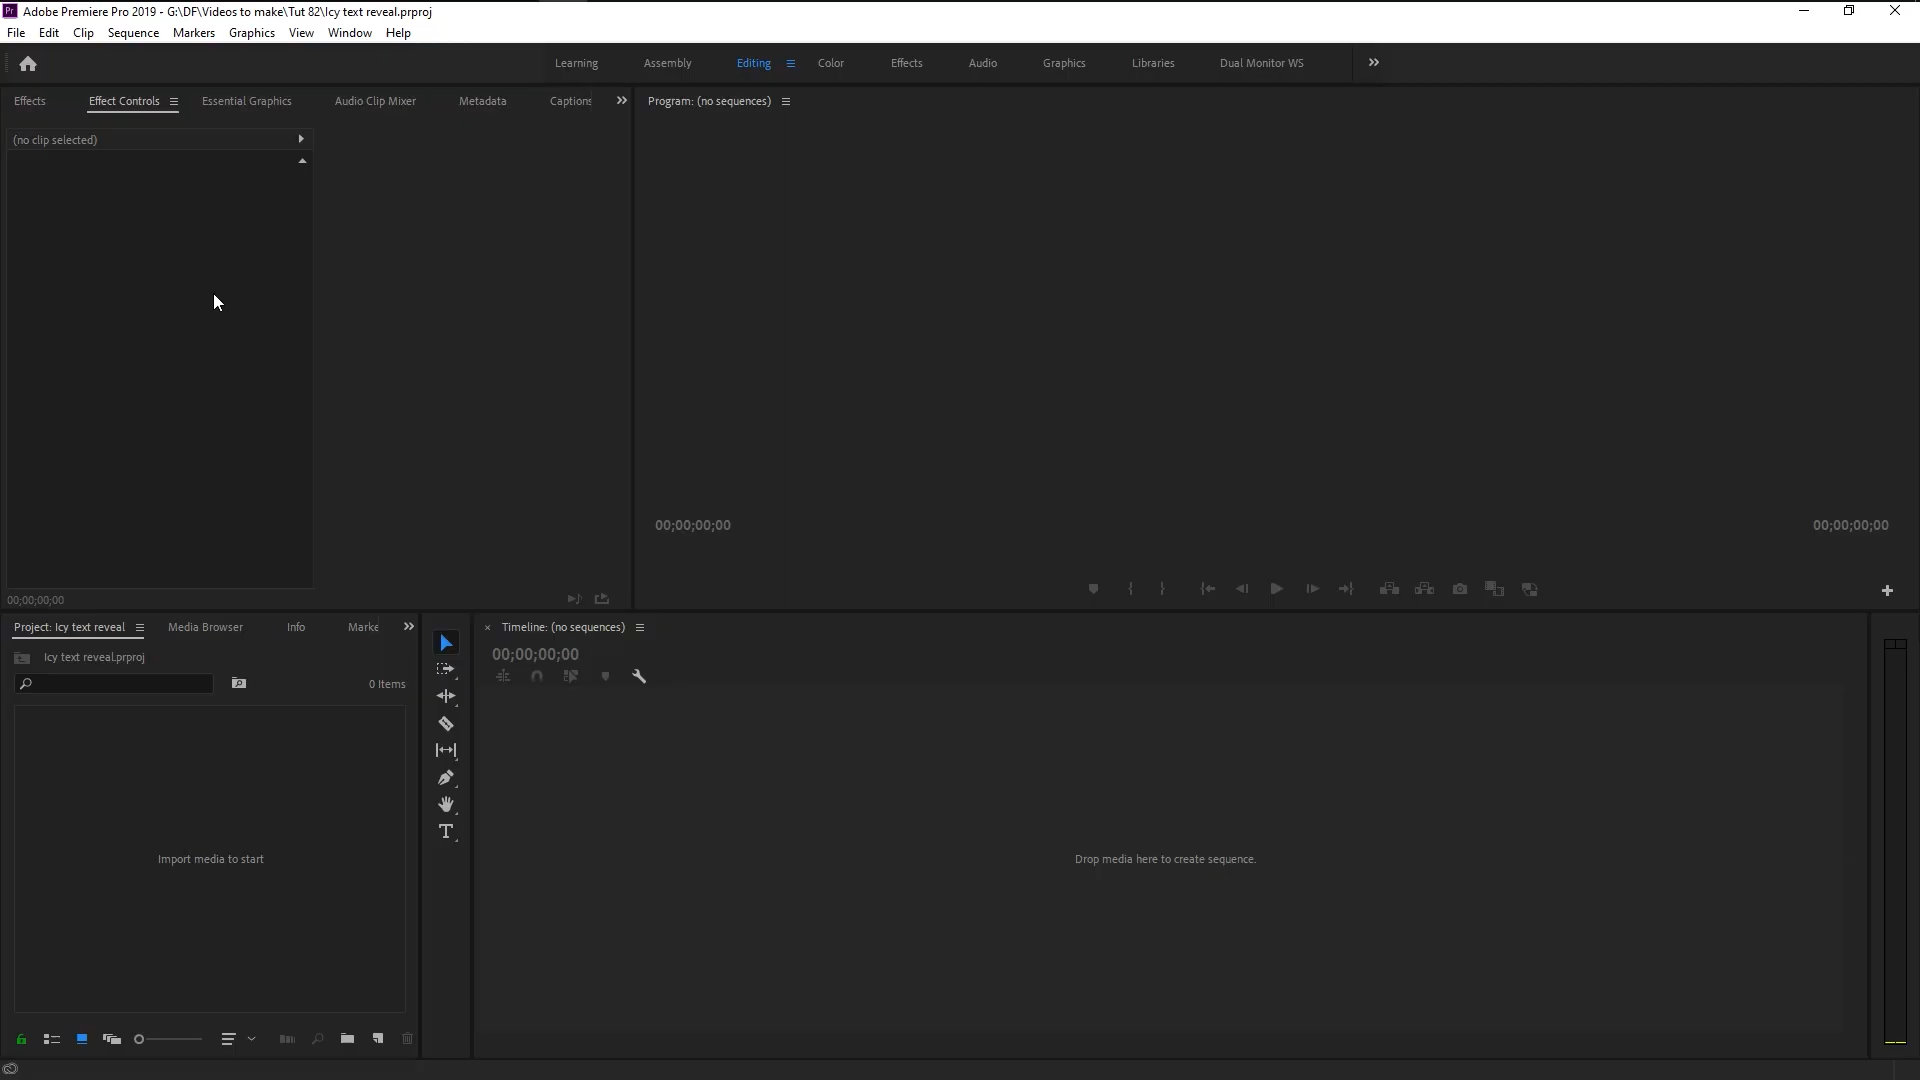 Pr Adobe Premiere Pro 2019 - G:\DF\Videos to make\Tut 82\Icy text reveal.prproj
File Edit Clip Sequence Markers Graphics View Window Help
Learning Assembly Editing Color Effects Audio Graphics Libraries Dual Monitor WS
Effects Effect Controls Essential Graphics Audio Clip Mixer Metadata Captions
Program: (no sequences)
(no clip selected)
00;00;00;00 00;00;00;00
00;00;00;00
Project: Icy text reveal Media Browser Info Marke
Timeline: (no sequences)
Icy text reveal.prproj
00;00;00;00
0 Items
Import media to start
Drop media here to create sequence.